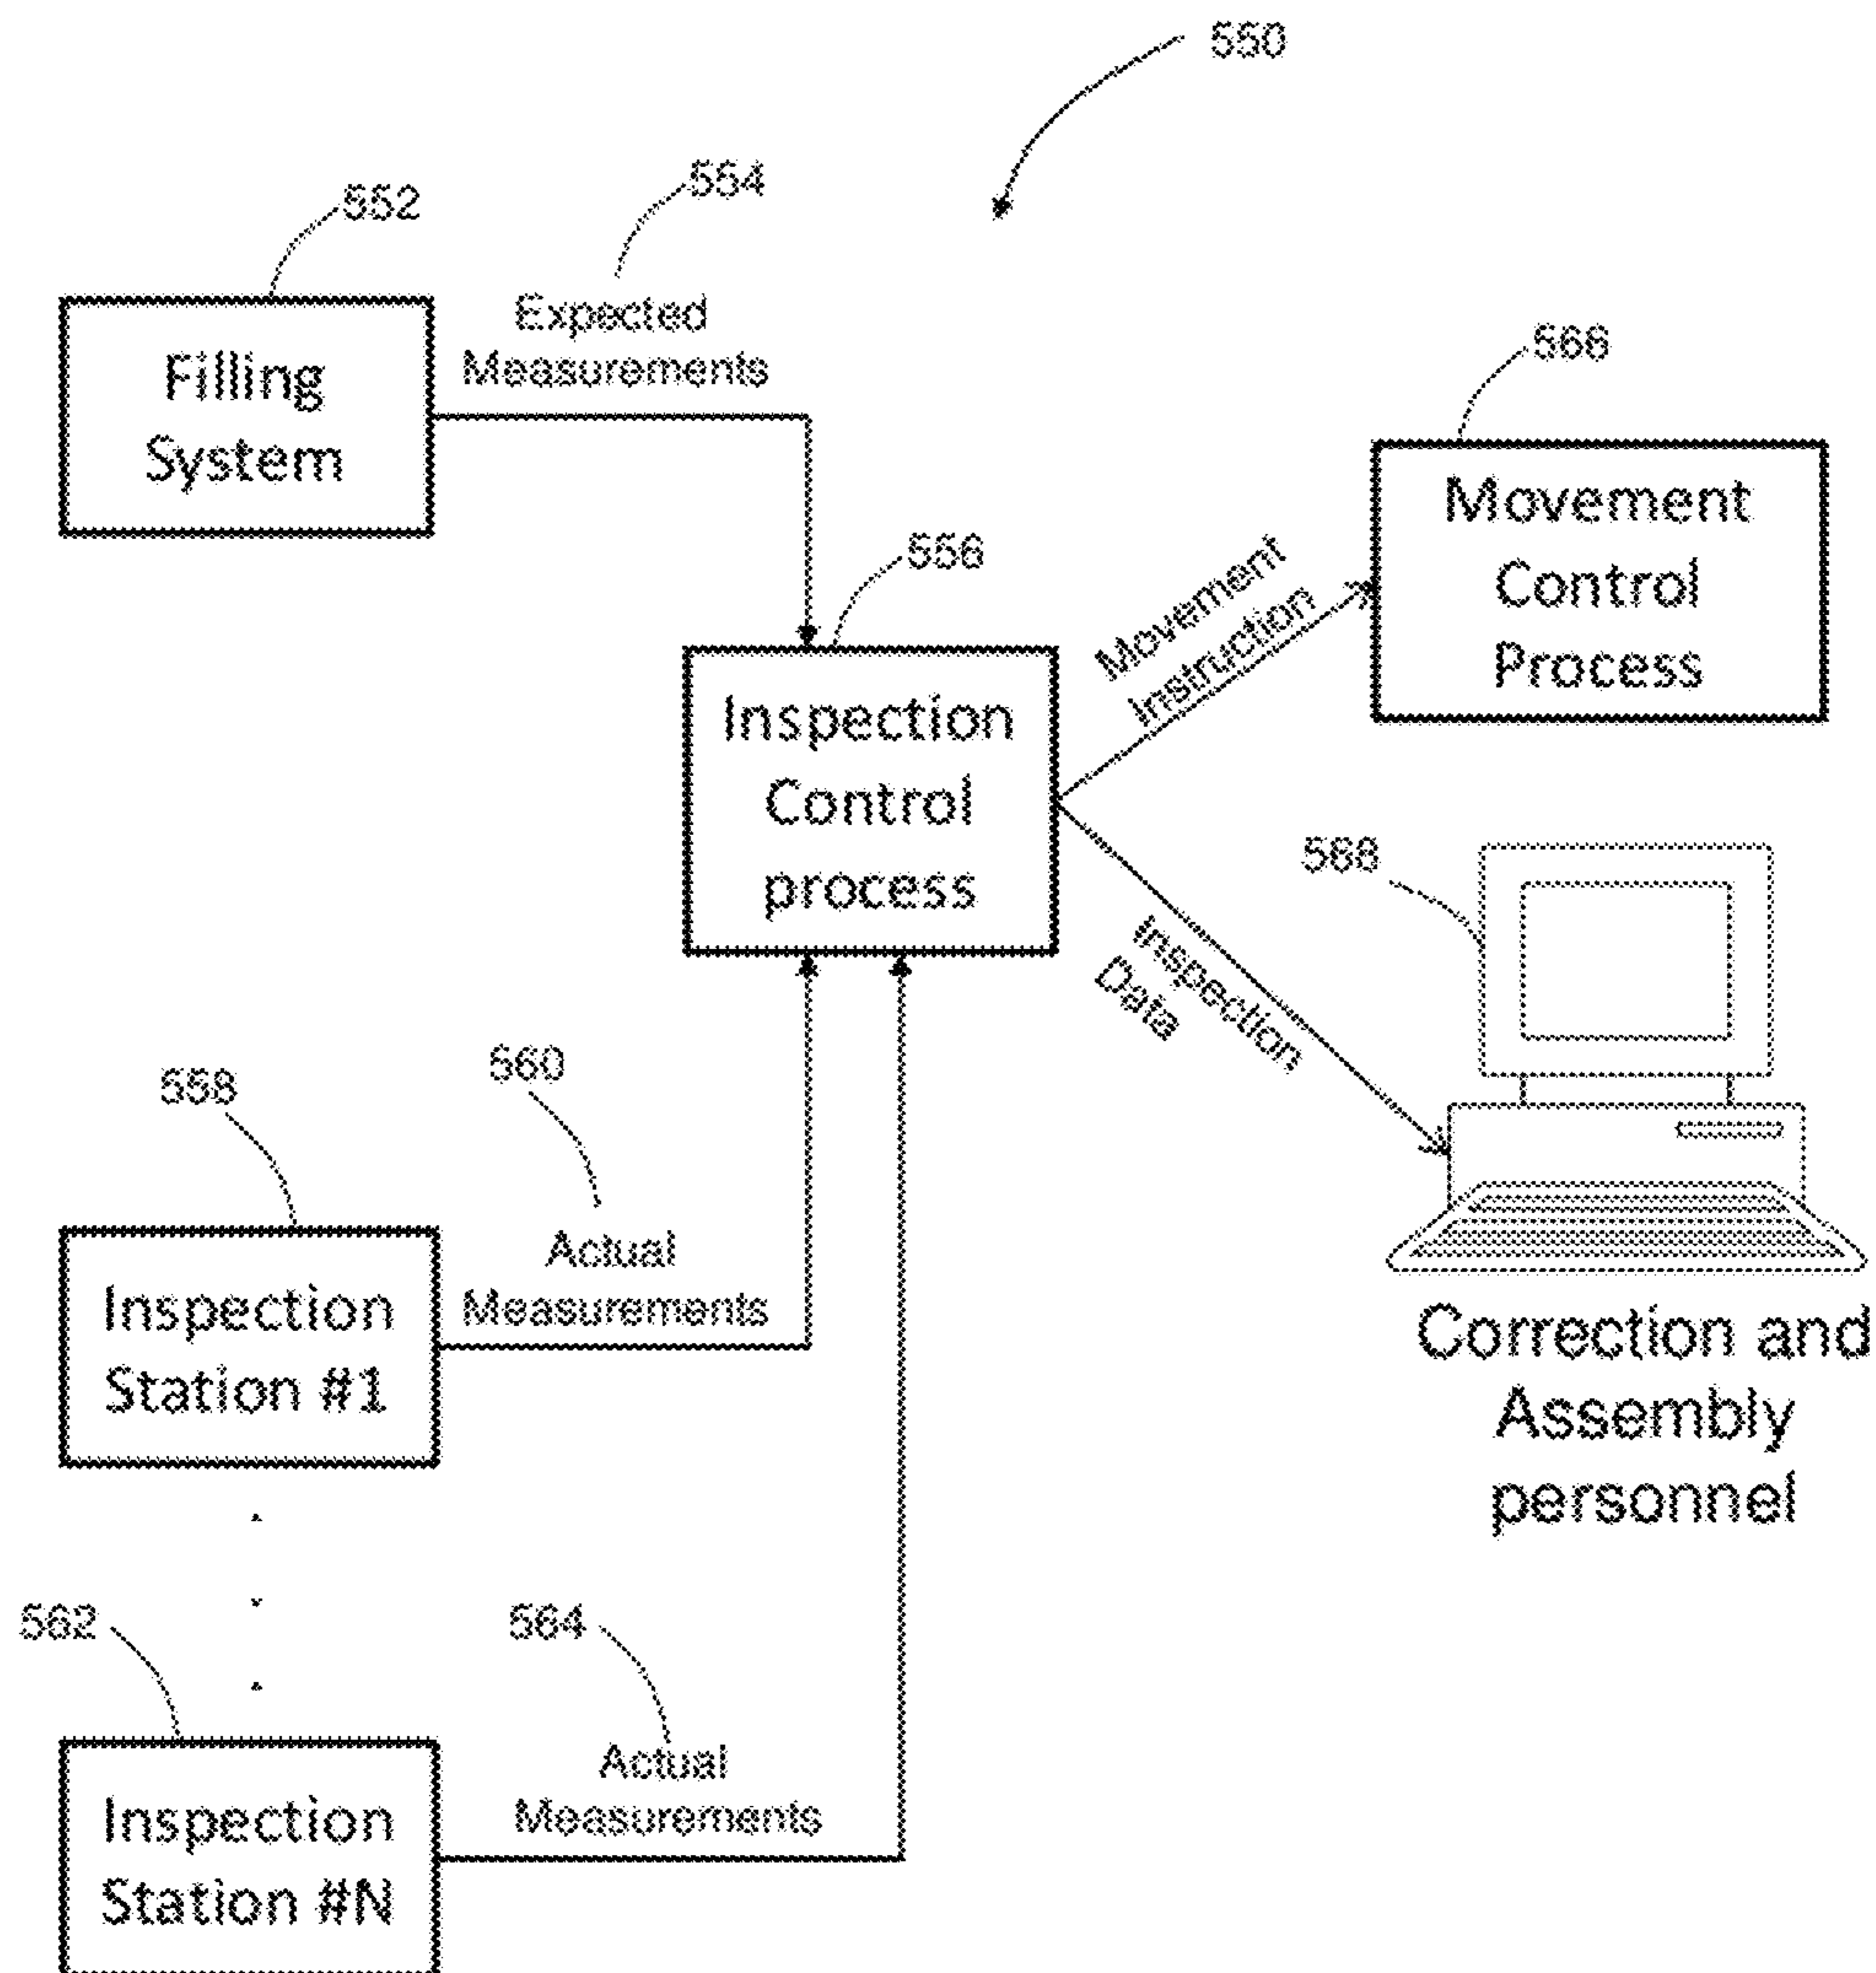 550
554
552
Expected
Measurements
Filling
System
566
Movement
Control
Process
556
Movement
Instruction
Inspection
Control
process
568
Inspection
Data
560
558
Actual
Measurements
Inspection
Station #1
Correction and
Assembly
personnel
562
564
Actual
Measurements
Inspection
Station #N